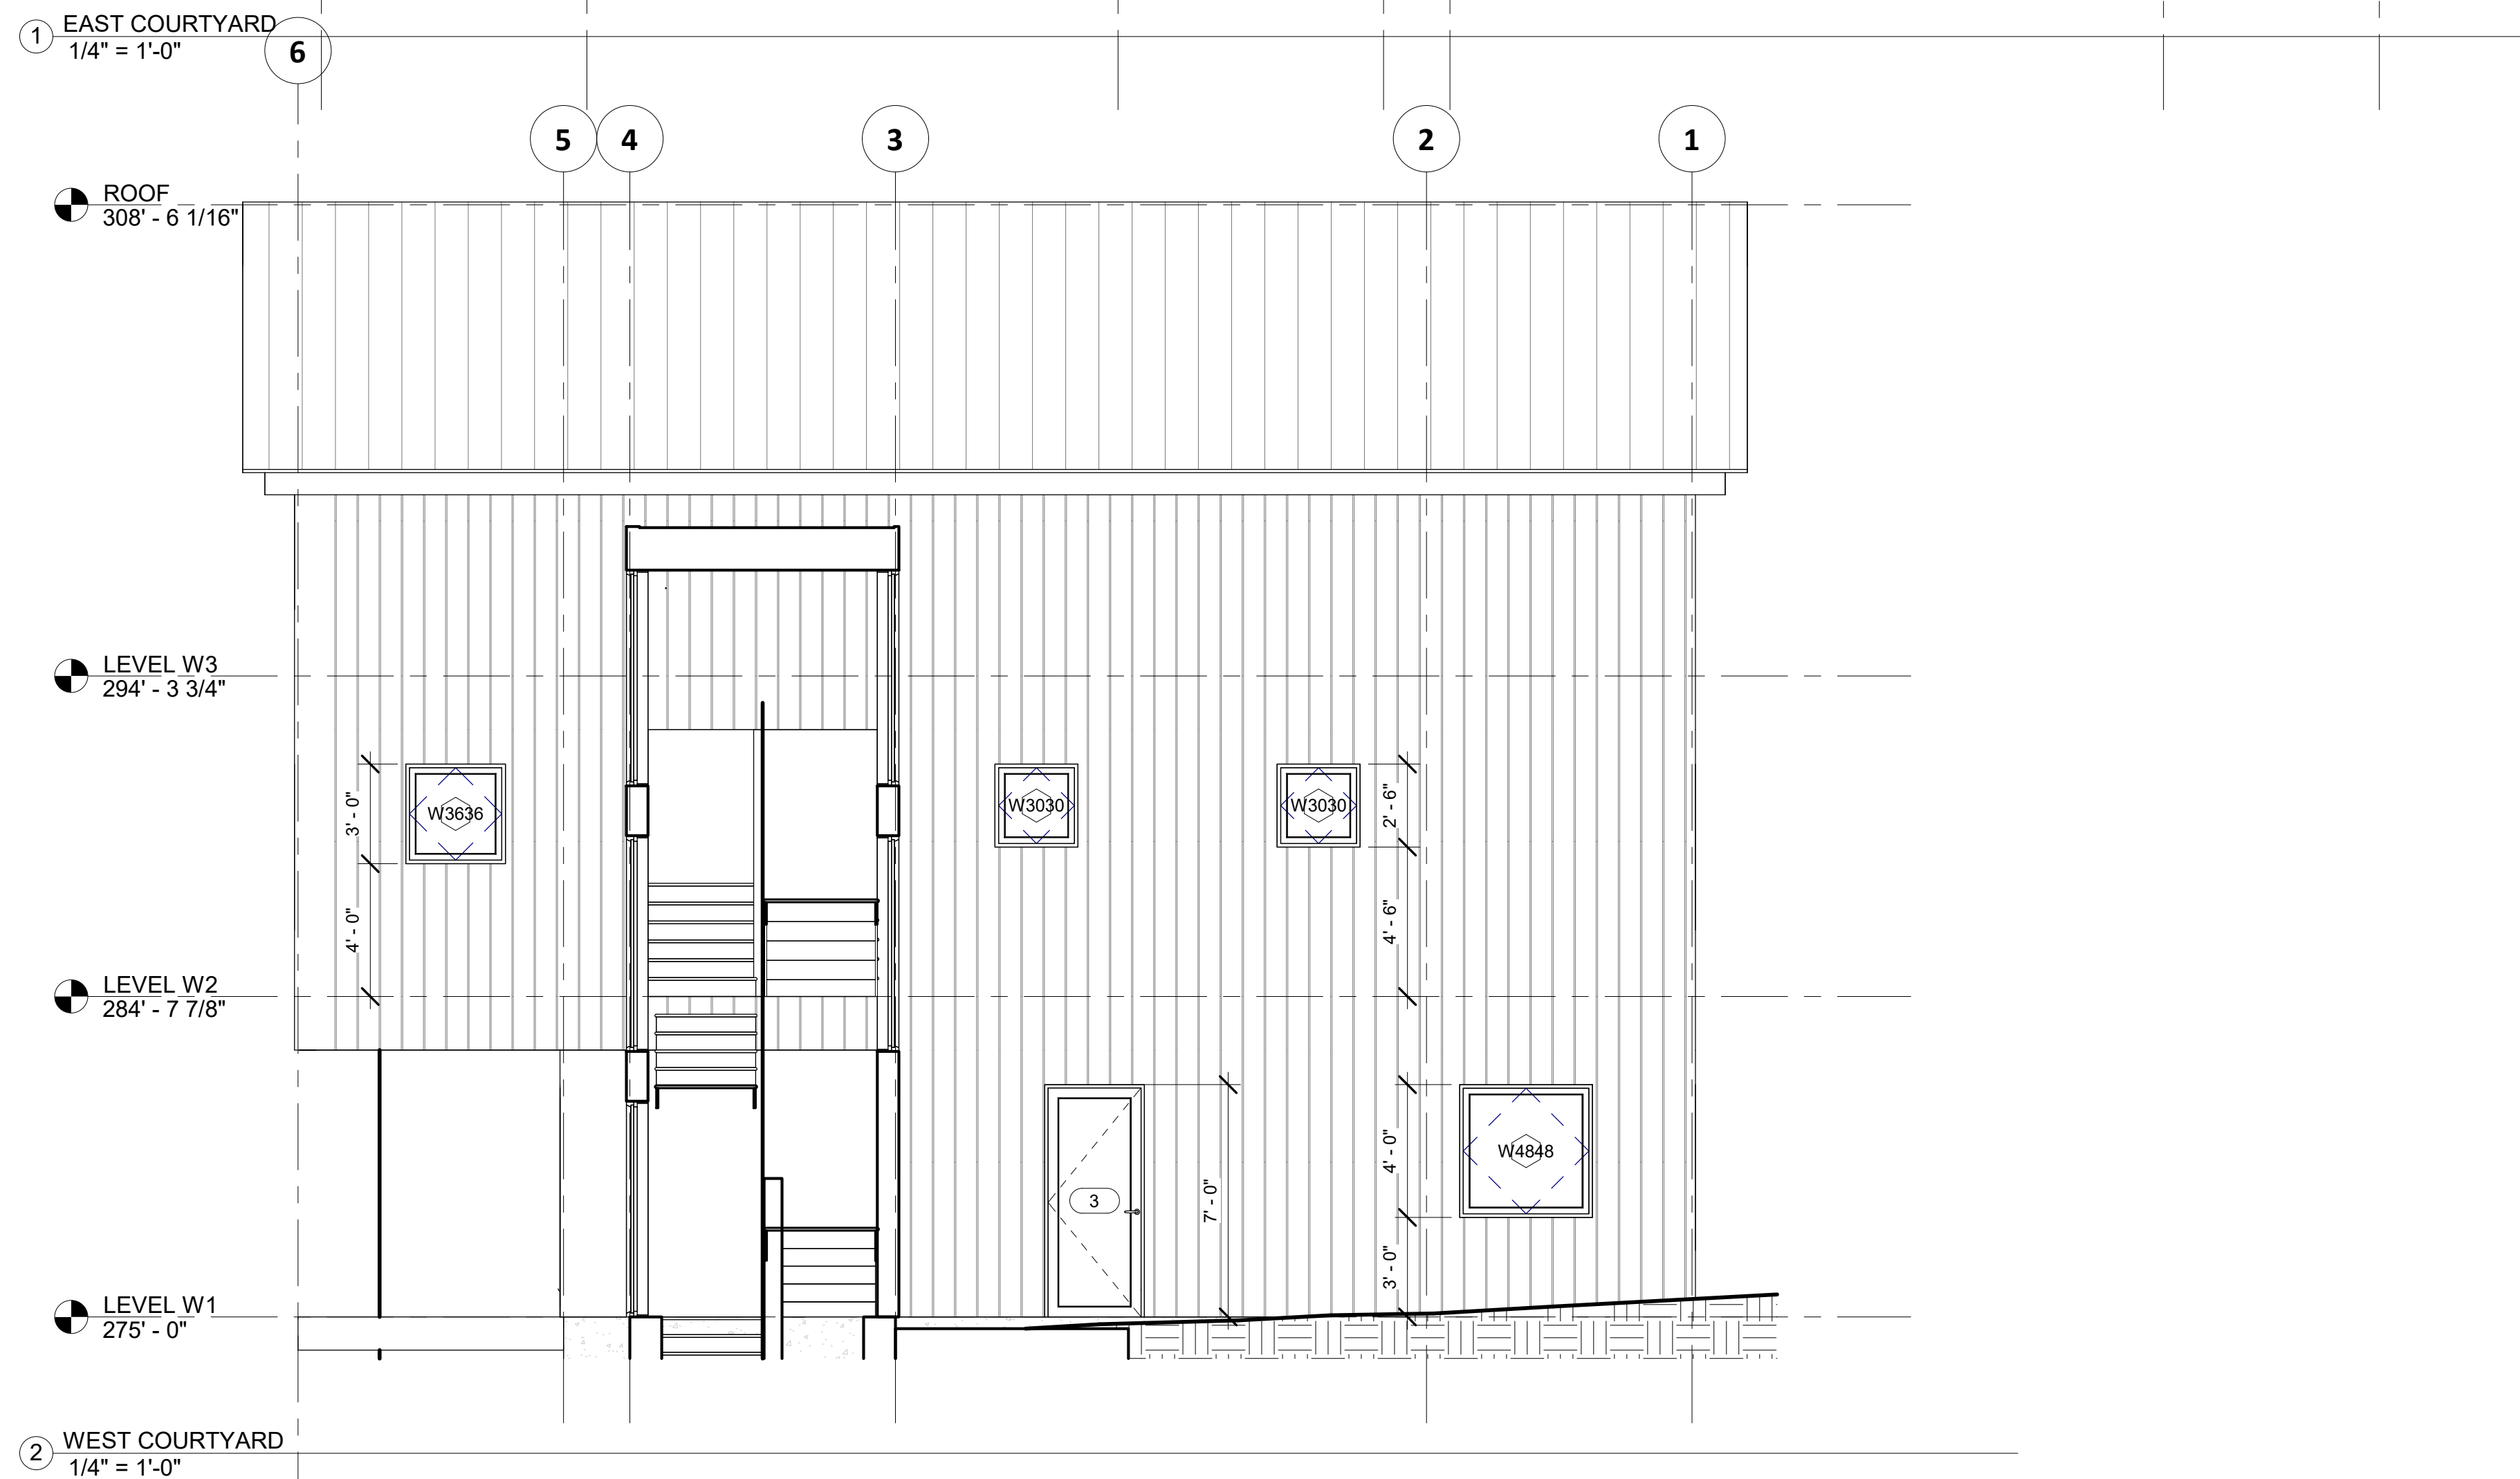 1
EAST COURTYARD
1/4" = 1'-0"
6
5
4
3
2
1
ROOF
308' - 6 1/16"
LEVEL W3
294' - 3 3/4"
3' - 0"
W3636
W3030
W3030
2' - 6"
4' - 0"
4' - 6"
LEVEL W2
284' - 7 7/8"
3
7' - 0"
4' - 0"
W4848
3' - 0"
LEVEL W1
275' - 0"
2
WEST COURTYARD
1/4" = 1'-0"